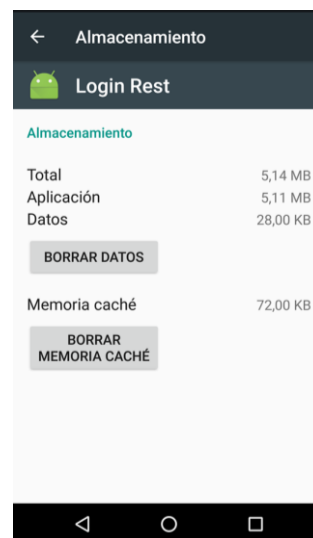 Almacenamiento
Login Rest
Almacenamiento
Total 5,14 MB
Aplicación 5,11 MB
Datos 28,00 KB
BORRAR DATOS
Memoria caché 72,00 KB
BORRAR
MEMORIA CACHÉ